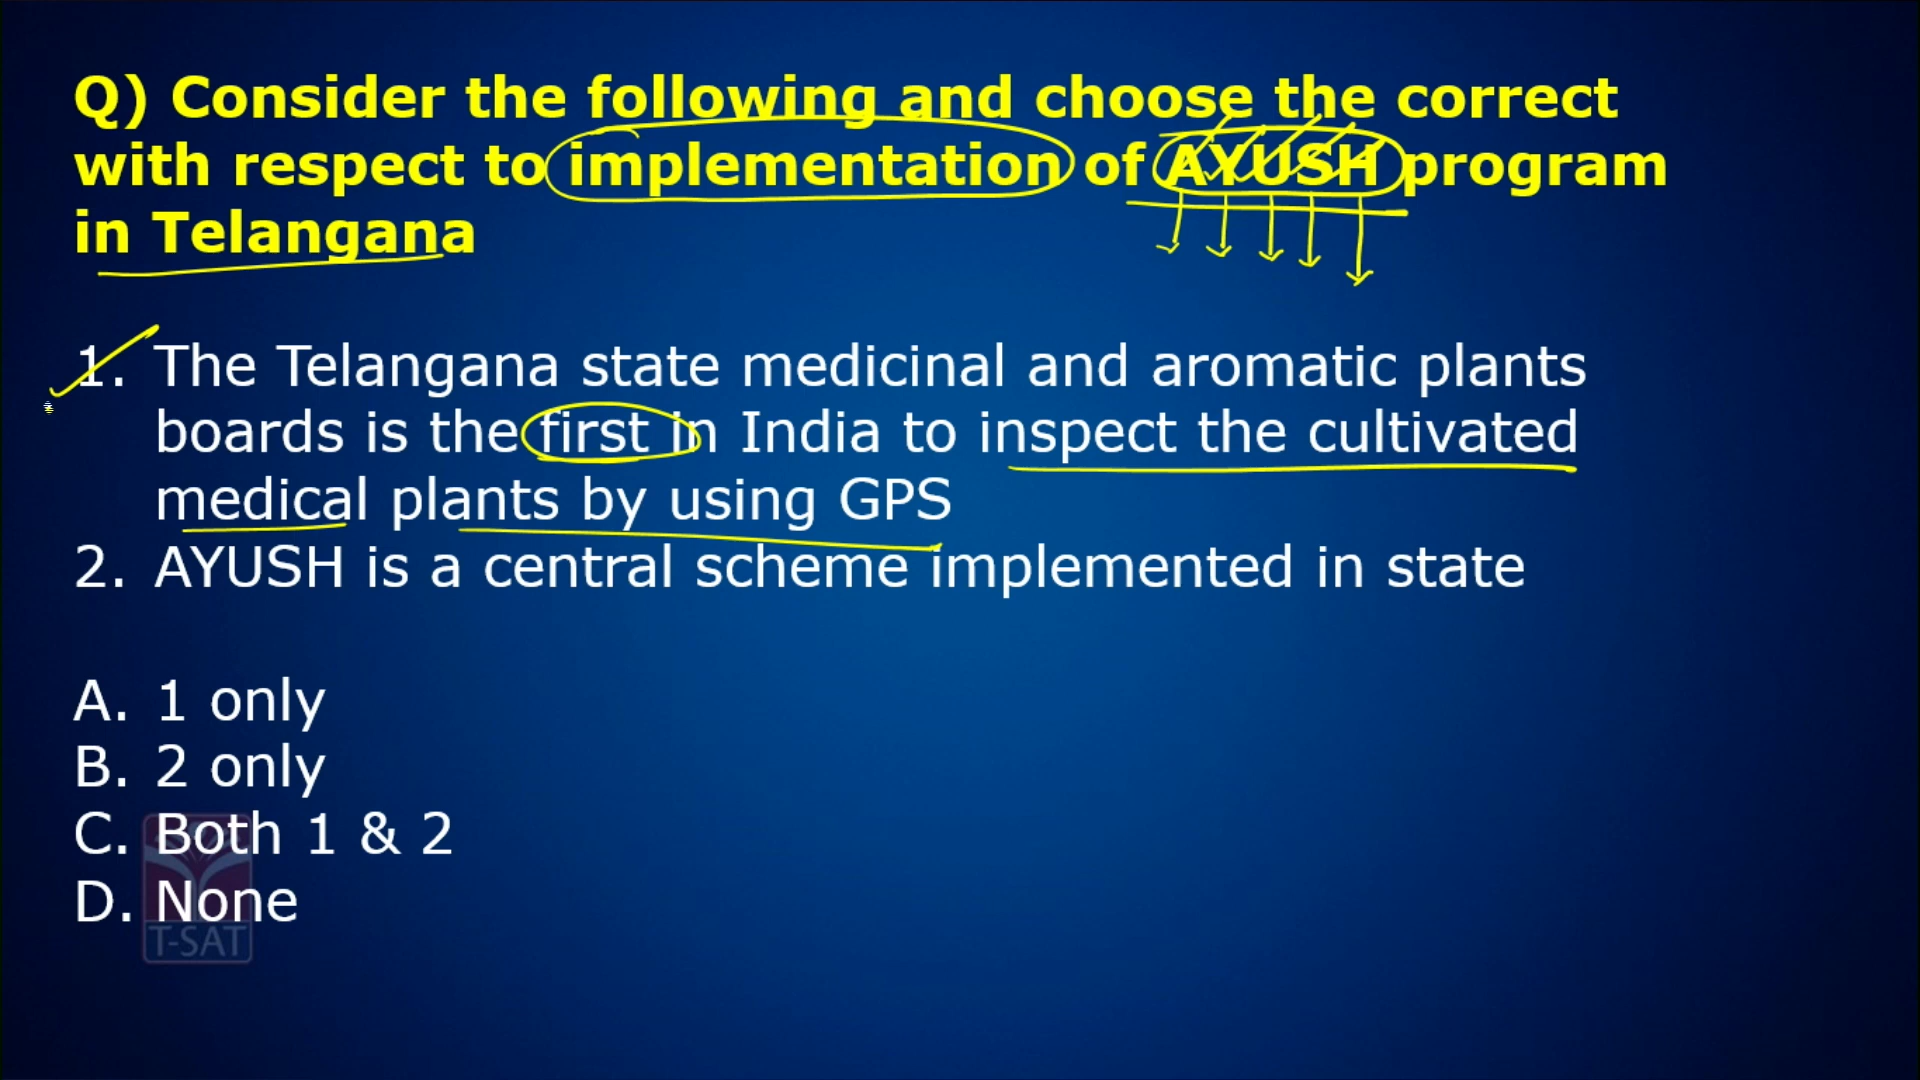 Q) Consider the following and choose the correct
with respect to implementation of AYUSH program
in Telangana
1. The Telangana state medicinal and aromatic plants
boards is the first in India to inspect the cultivated
medical plants by using GPS
2. AYUSH is a central scheme implemented in state
A. 1 only
B. 2 only
C. Both 1 & 2
D. None
T-SAT